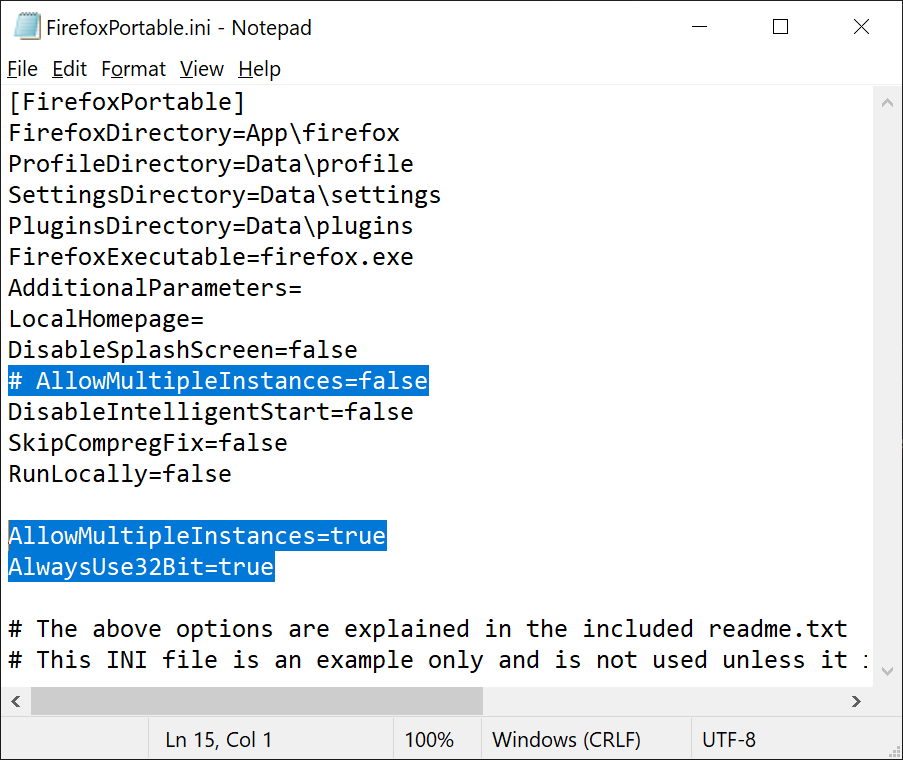 FirefoxPortable.ini - Notepad
File Edit Format View Help
[FirefoxPortable]
FirefoxDirectory=App\firefox
ProfileDirectory=Data\profile
SettingsDirectory=Data\settings
PluginsDirectory=Data\plugins
FirefoxExecutable=firefox.exe
AdditionalParameters=
LocalHomepage=
DisableSplashScreen=false
# AllowMultipleInstances=false
DisableIntelligentStart=false
SkipCompregFix=false
RunLocally=false
AllowMultipleInstances=true
AlwaysUse32Bit=true
# The above options are explained in the included readme.txt
# This INI file is an example only and is not used unless it
Ln 15, Col 1 100% Windows (CRLF) UTF-8